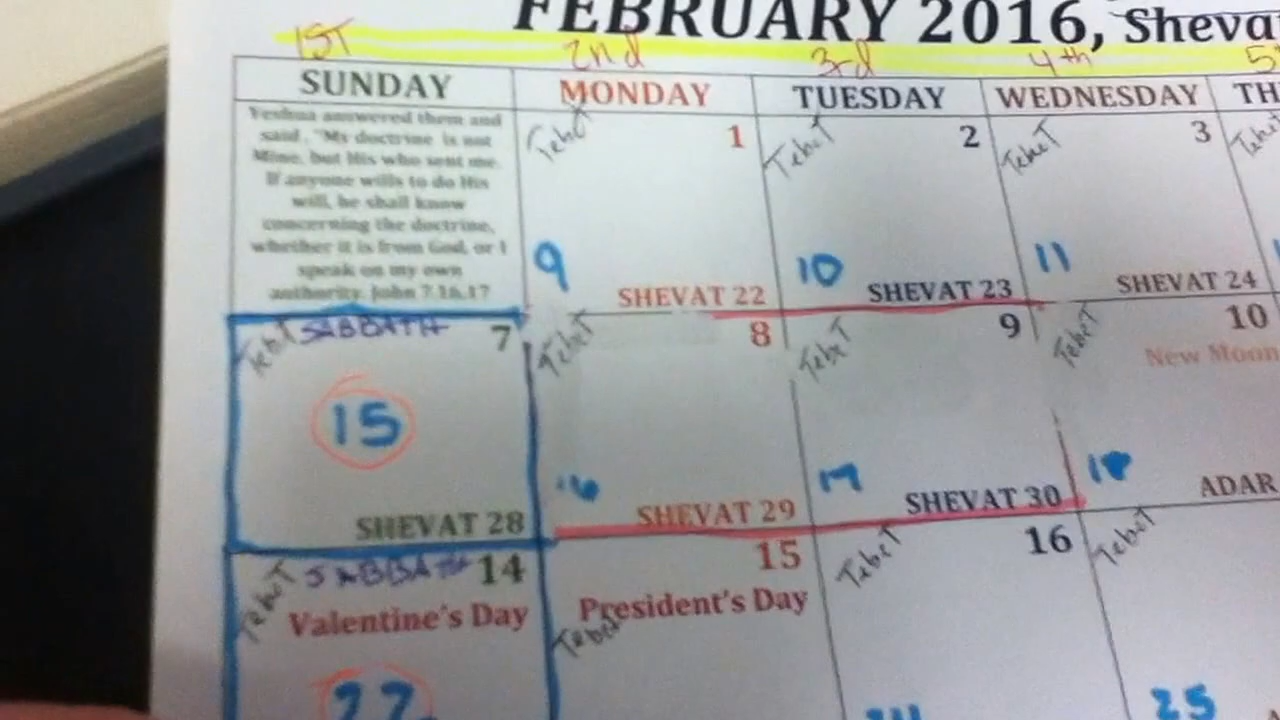 FEBRUARY 2016, Sheva
1ST 2nd 3rd 4th 5
SUNDAY MONDAY TUESDAY WEDNESDAY TH
Yeshua answered them and
said, "My doctrine is not
Mine, but His who sent me.
If anyone wills to do His
will, he shall know
concerning the doctrine,
whether it is from God, or I
speak on my own
authority. John 7:16,17
TebeT 1 TebeT 2 TebeT 3 TebeT
9 10 11
SHEVAT 22 SHEVAT 23 SHEVAT 24
TebeT SABBATH 7 TebeT 8 TebeT 9 TebeT 10
New Moon
15
16 17 18
SHEVAT 28 SHEVAT 29 SHEVAT 30 ADAR
TebeT SABBATH 14 15 TebeT 16 TebeT
Valentine's Day President's Day
TebeT
22 25